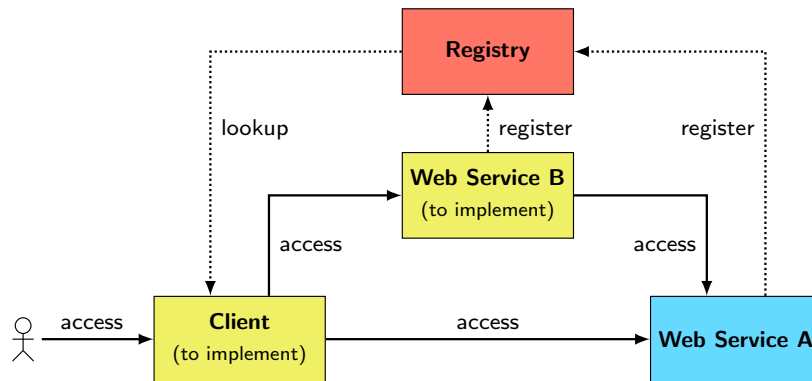 Registry
lookup
register
register
Web Service B
(to implement)
access
access
access
Client
(to implement)
access
Web Service A